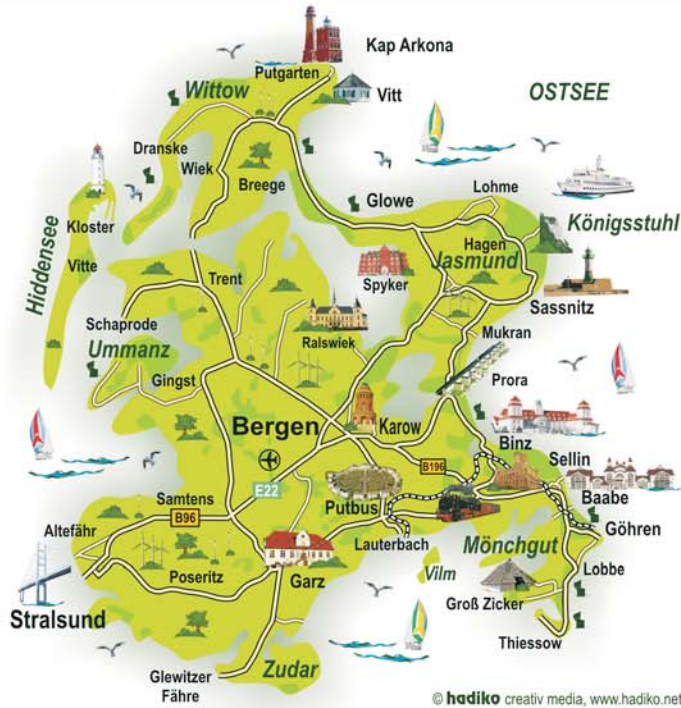 Kap Arkona
Putgarten
Wittow
Vitt
OSTSEE
Dranske
Wiek
Breege
Glowe
Lohme
Königsstuhl
Hiddensee
Kloster
Hagen
Jasmund
Vitte
Trent
Spyker
Sassnitz
Schaprode
Ralswiek
Mukran
Ummanz
Gingst
Prora
Bergen
Karow
Binz
Sellin
B196
E22
Baabe
Samtens
Putbus
B96
Göhren
Altefähr
Lauterbach
Mönchgut
Lobbe
Poseritz
Garz
Vilm
Groß Zicker
Stralsund
Thiessow
Zudar
Glewitzer
Fähre
© hadiko creativ media, www.hadiko.net